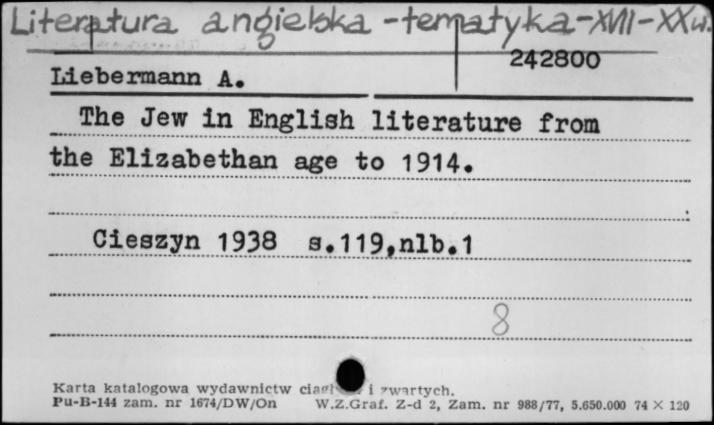 Literatura angielska - tematyka - XVII - XX w.
242800
Liebermann A.
The Jew in English literature from
the Elizabethan age to 1914.
Cieszyn 1938 s.119,nlb.1
8
Karta katalogowa wydawnictw i zwartych.
Pu-B-144 zam. nr 1674/DW/On W.Z.Graf. Z-d 2, Zam. nr 988/77, 5.650.000 74 × 120